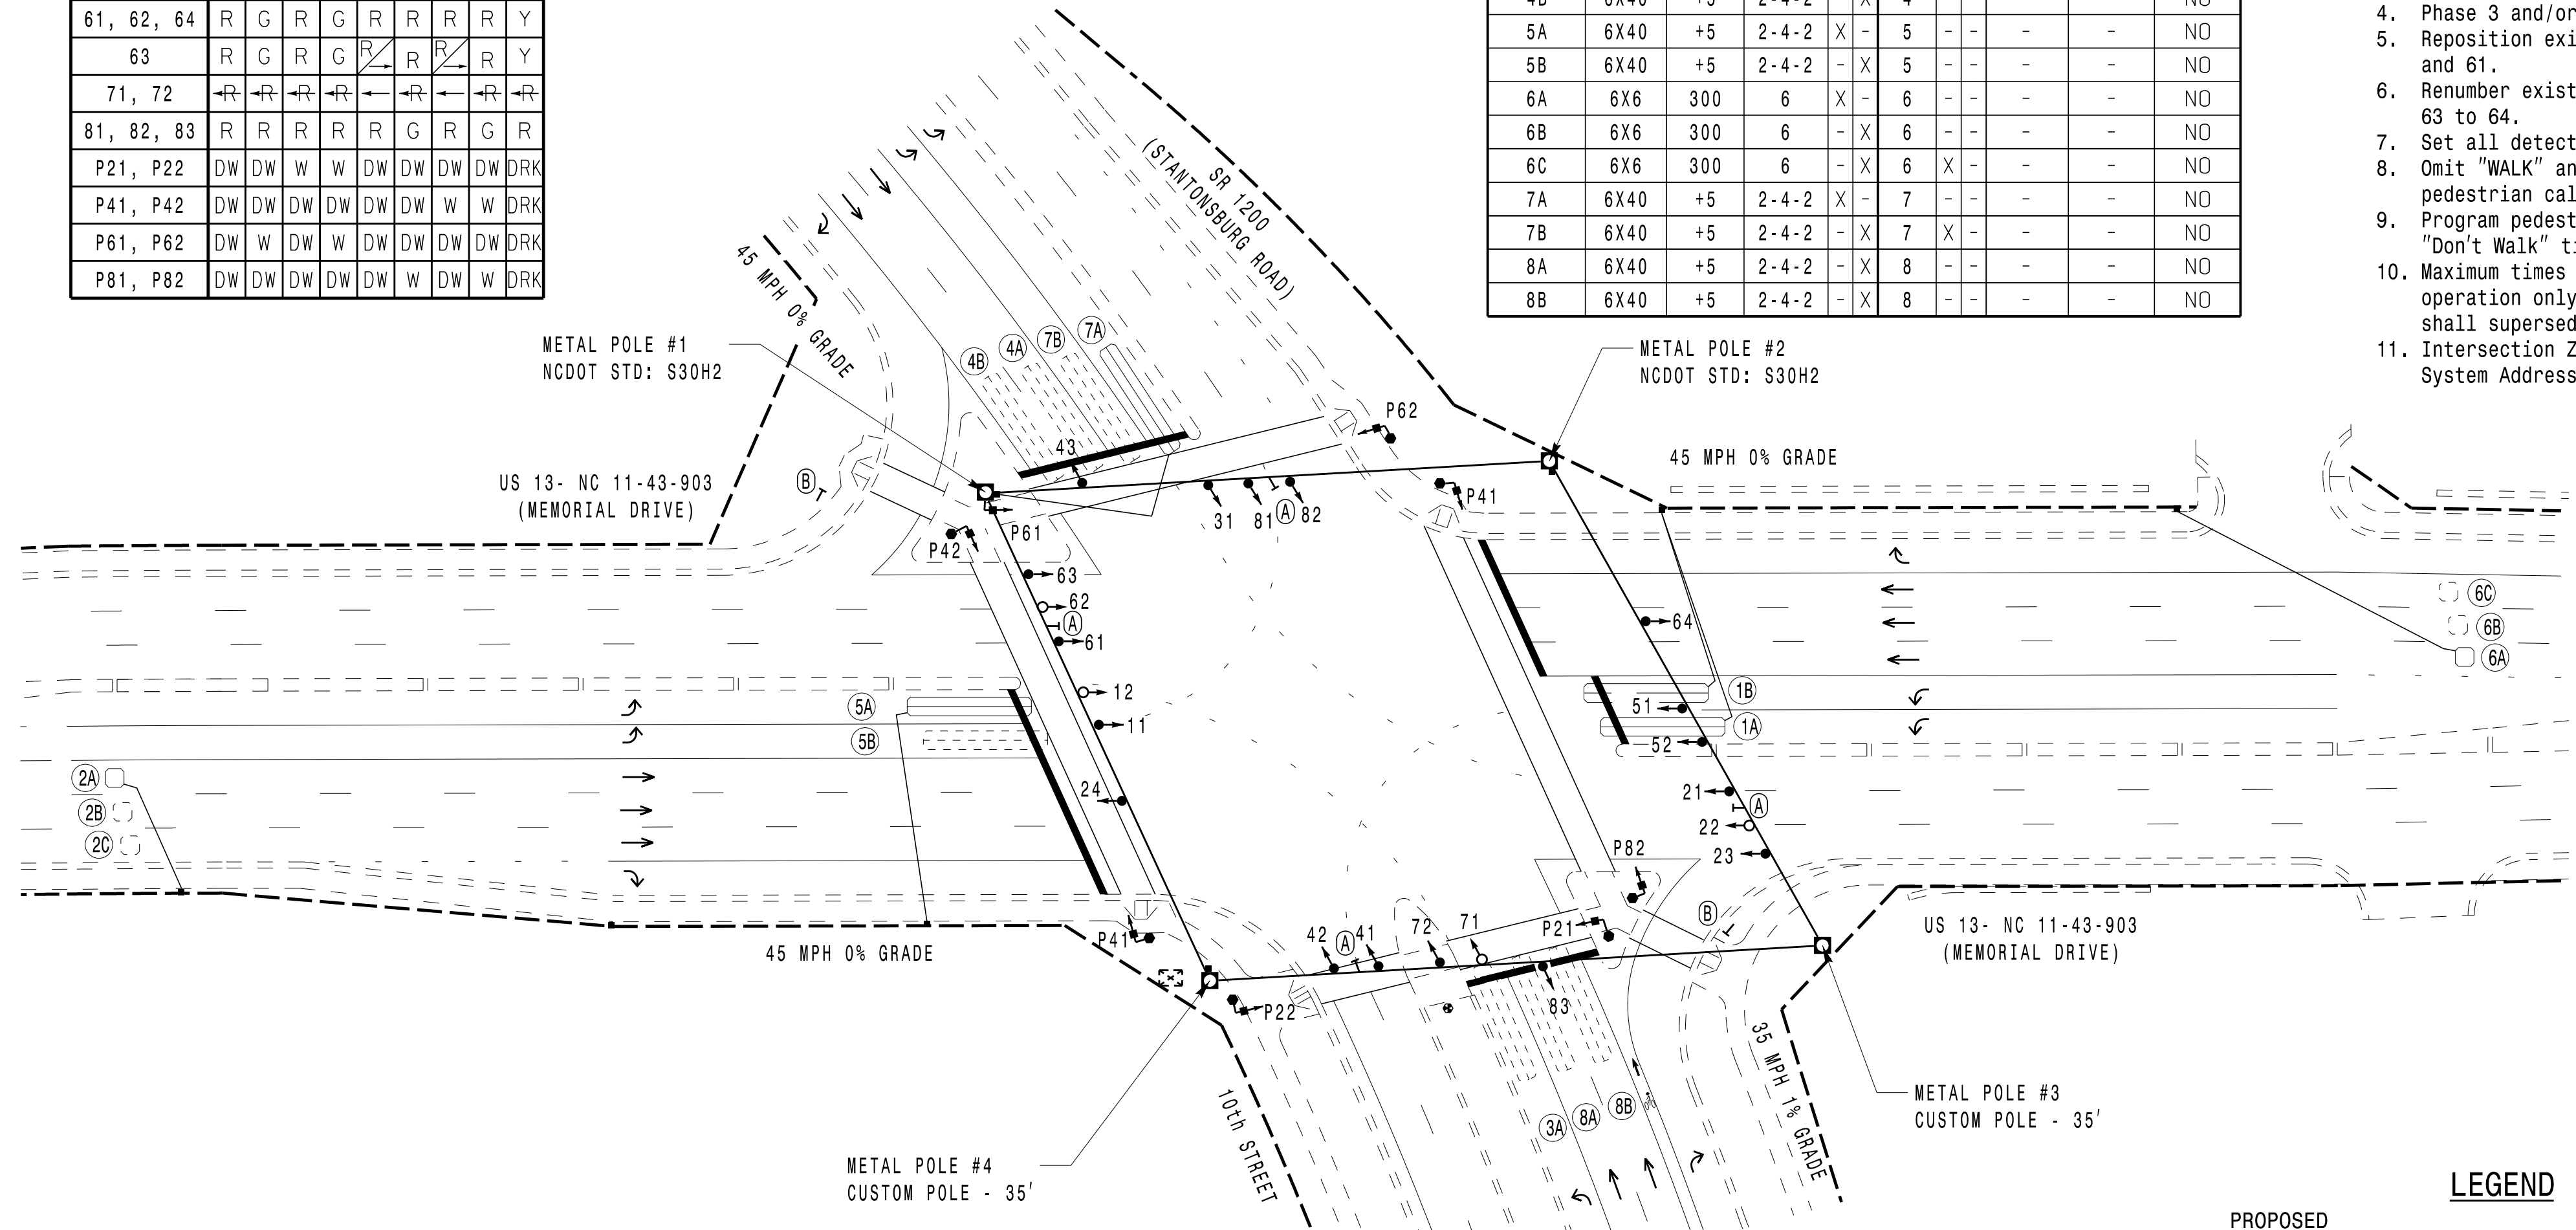 61, 62, 64 R G R G R R R R Y
63 R G R G R R R R Y
71, 72 R R R R R R R
81, 82, 83 R R R R R G R G R
P21, P22 DW DW W W DW DW DW DW DRK
P41, P42 DW DW DW DW DW DW W W DRK
P61, P62 DW W DW W DW DW DW DW DRK
P81, P82 DW DW DW DW DW W DW W DRK
4B 6X40 +5 2-4-2 - X 4 - - - - NO
5A 6X40 +5 2-4-2 X - 5 - - - - NO
5B 6X40 +5 2-4-2 - X 5 - - - - NO
6A 6X6 300 6 X - 6 - - - - NO
6B 6X6 300 6 - X 6 - - - - NO
6C 6X6 300 6 - X 6 X - - - NO
7A 6X40 +5 2-4-2 X - 7 - - - - NO
7B 6X40 +5 2-4-2 - X 7 X - - - NO
8A 6X40 +5 2-4-2 - X 8 - - - - NO
8B 6X40 +5 2-4-2 - X 8 - - - - NO
4. Phase 3 and/or
5. Reposition exi
and 61.
6. Renumber exist
63 to 64.
7. Set all detect
8. Omit "WALK" an
pedestrian cal
9. Program pedest
"Don't Walk" ti
10. Maximum times
operation only
shall supersed
11. Intersection Z
System Address
SR 1200
(STANTONSBURG ROAD)
45 MPH 0% GRADE
METAL POLE #1
NCDOT STD: S30H2
METAL POLE #2
NCDOT STD: S30H2
4B
4A
7B
7A
P62
43
45 MPH 0% GRADE
US 13- NC 11-43-903
(MEMORIAL DRIVE)
B
P41
31
81
A
82
P61
P42
63
62
A
61
64
6C
6B
6A
12
11
5A
5B
51
52
1B
1A
24
21
A
22
23
2A
2B
2C
P82
P41
42
A
41
72
71
P21
B
45 MPH 0% GRADE
US 13- NC 11-43-903
(MEMORIAL DRIVE)
P22
83
35 MPH 1% GRADE
10th STREET
3A
8A
8B
METAL POLE #3
CUSTOM POLE - 35'
METAL POLE #4
CUSTOM POLE - 35'
LEGEND
PROPOSED